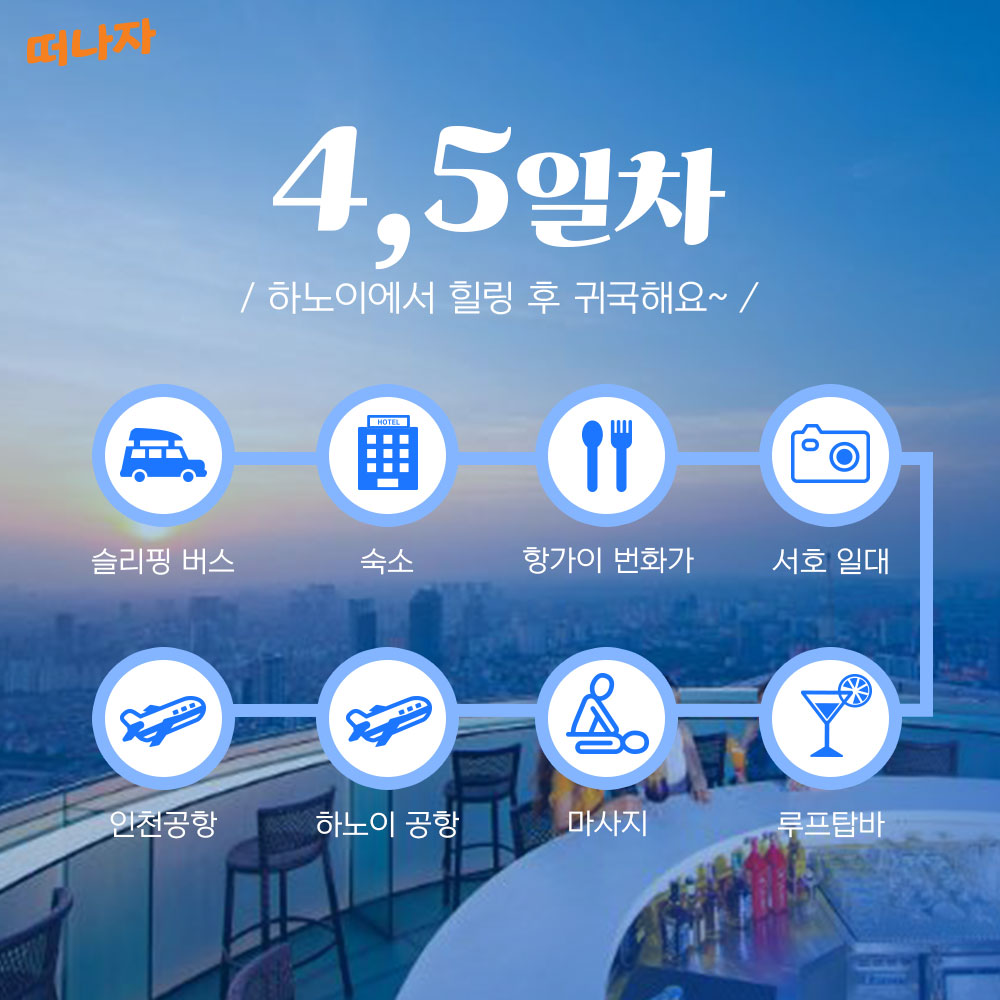 떠나자
4,5일차
/ 하노이에서 힐링 후 귀국해요~ /
HOTEL
슬리핑 버스
숙소
항가이 번화가
서호 일대
인천공항
하노이 공항
마사지
루프탑바